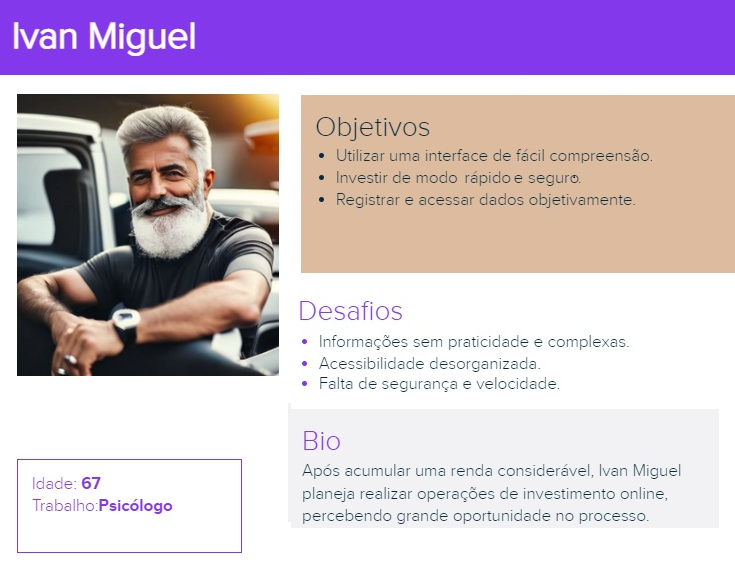 Ivan Miguel
Objetivos
• Utilizar uma interface de fácil compreensão.
• Investir de modo rápido e seguro.
• Registrar e acessar dados objetivamente.
Desafios
• Informações sem praticidade e complexas.
• Acessibilidade desorganizada.
• Falta de segurança e velocidade.
Bio
Após acumular uma renda considerável, Ivan Miguel
planeja realizar operações de investimento online,
percebendo grande oportunidade no processo.
Idade: 67
Trabalho:Psicólogo